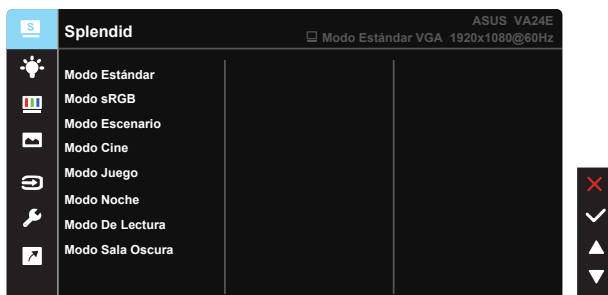 S
Splendid
ASUS VA24E
Modo Estándar VGA 1920x1080@60Hz
Modo Estándar
Modo sRGB
Modo Escenario
Modo Cine
Modo Juego
Modo Noche
Modo De Lectura
Modo Sala Oscura